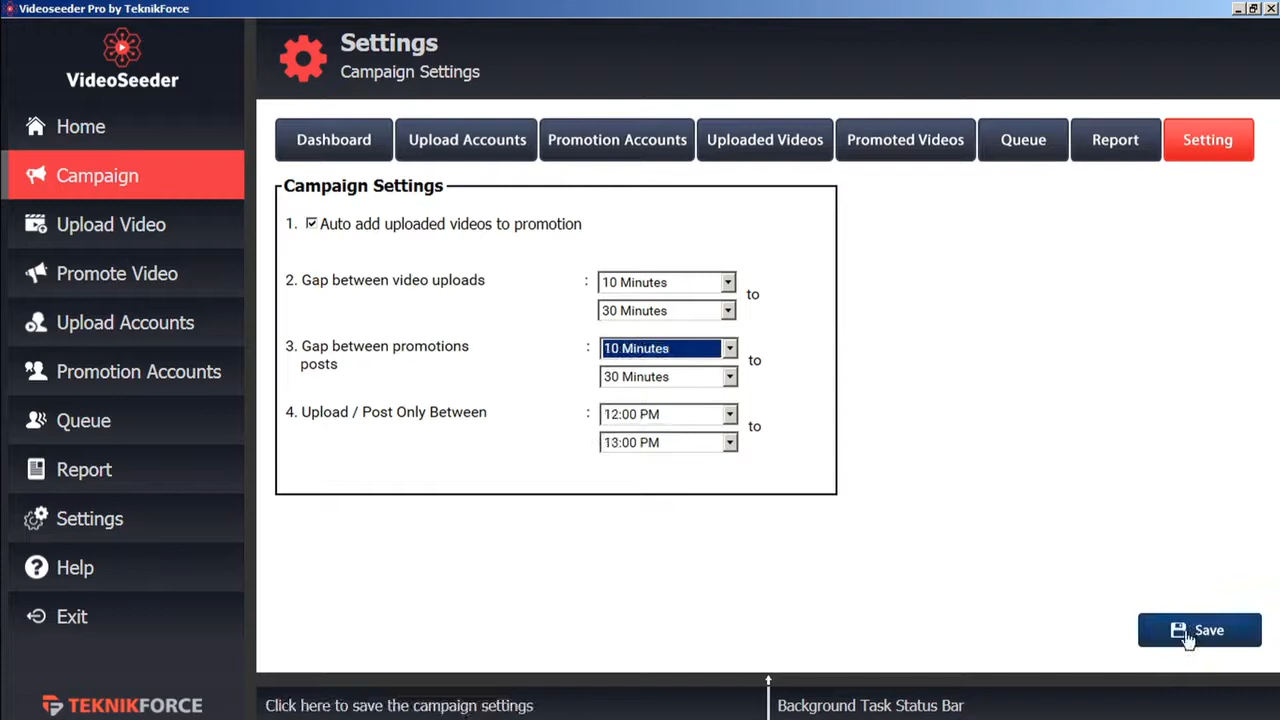 Videoseeder Pro by TeknikForce
VideoSeeder
Home
Campaign
Upload Video
Promote Video
Upload Accounts
Promotion Accounts
Queue
Report
Settings
Help
Exit
TEKNIKFORCE
Settings
Campaign Settings
Dashboard
Upload Accounts
Promotion Accounts
Uploaded Videos
Promoted Videos
Queue
Report
Setting
Campaign Settings
1. Auto add uploaded videos to promotion
2. Gap between video uploads : 10 Minutes
to
30 Minutes
3. Gap between promotions posts : 10 Minutes
to
30 Minutes
4. Upload / Post Only Between : 12:00 PM
to
13:00 PM
Save
Click here to save the campaign settings
Background Task Status Bar